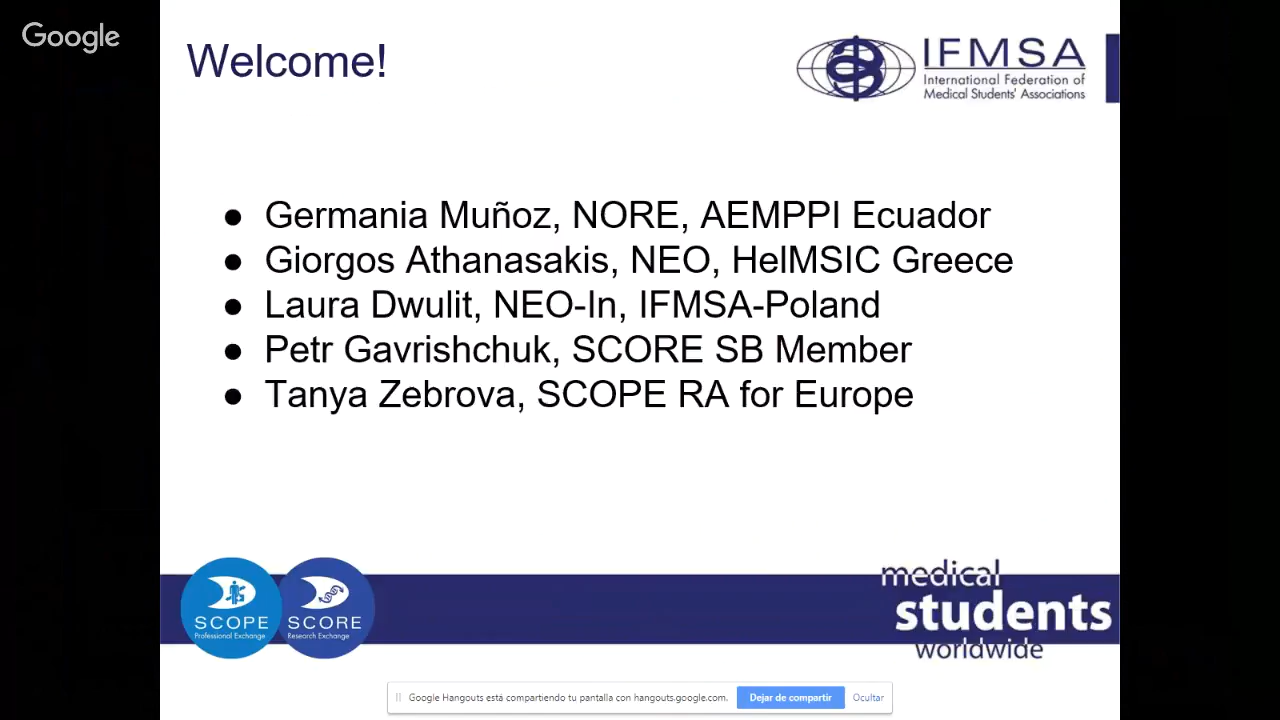 Google
Welcome!
IFMSA
International Federation of
Medical Students' Associations
● Germania Muñoz, NORE, AEMPPI Ecuador
● Giorgos Athanasakis, NEO, HelMSIC Greece
● Laura Dwulit, NEO-In, IFMSA-Poland
● Petr Gavrishchuk, SCORE SB Member
● Tanya Zebrova, SCOPE RA for Europe
SCOPE
Professional Exchange
SCORE
Research Exchange
medical
students
worldwide
Google Hangouts está compartiendo tu pantalla con hangouts.google.com. Dejar de compartir Ocultar